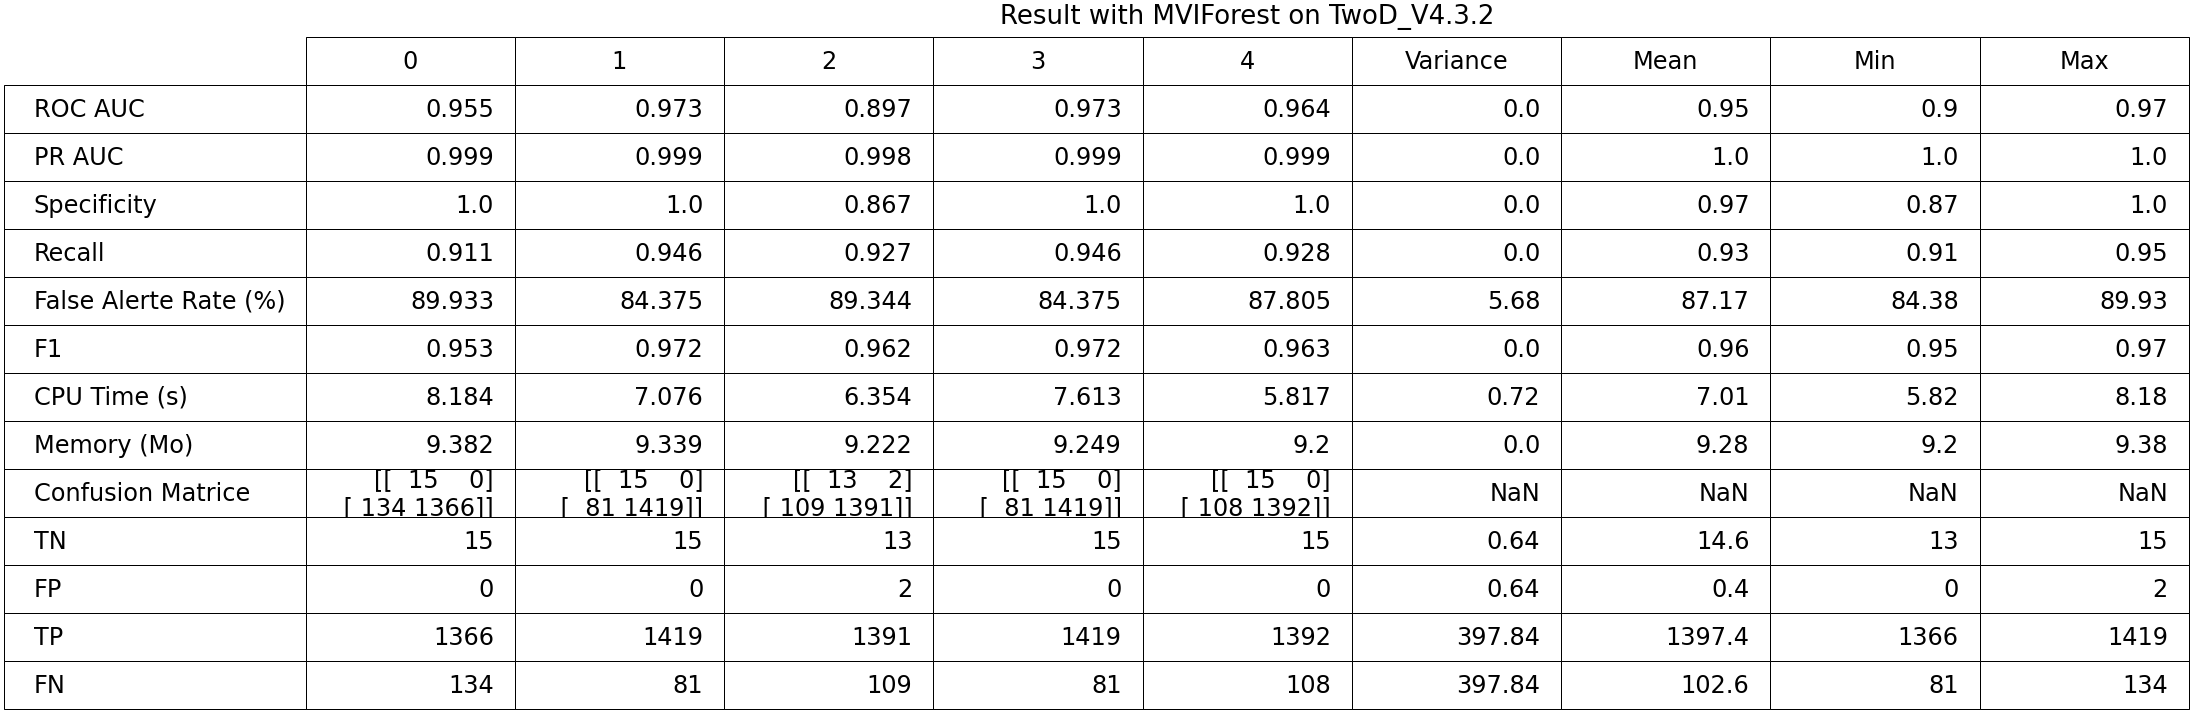 Result with MVIForest on TwoD_V4.3.2
0 1 2 3 4 Variance Mean Min Max
ROC AUC 0.955 0.973 0.897 0.973 0.964 0.0 0.95 0.9 0.97
PR AUC 0.999 0.999 0.998 0.999 0.999 0.0 1.0 1.0 1.0
Specificity 1.0 1.0 0.867 1.0 1.0 0.0 0.97 0.87 1.0
Recall 0.911 0.946 0.927 0.946 0.928 0.0 0.93 0.91 0.95
False Alerte Rate (%) 89.933 84.375 89.344 84.375 87.805 5.68 87.17 84.38 89.93
F1 0.953 0.972 0.962 0.972 0.963 0.0 0.96 0.95 0.97
CPU Time (s) 8.184 7.076 6.354 7.613 5.817 0.72 7.01 5.82 8.18
Memory (Mo) 9.382 9.339 9.222 9.249 9.2 0.0 9.28 9.2 9.38
[[ 15 0] [[ 15 0] [[ 13 2] [[ 15 0] [[ 15 0]
Confusion Matrice NaN NaN NaN NaN
[ 134 1366]] [ 81 1419]] [ 109 1391]] [ 81 1419]] [ 108 1392]]
TN 15 15 13 15 15 0.64 14.6 13 15
FP 0 0 2 0 0 0.64 0.4 0 2
TP 1366 1419 1391 1419 1392 397.84 1397.4 1366 1419
FN 134 81 109 81 108 397.84 102.6 81 134